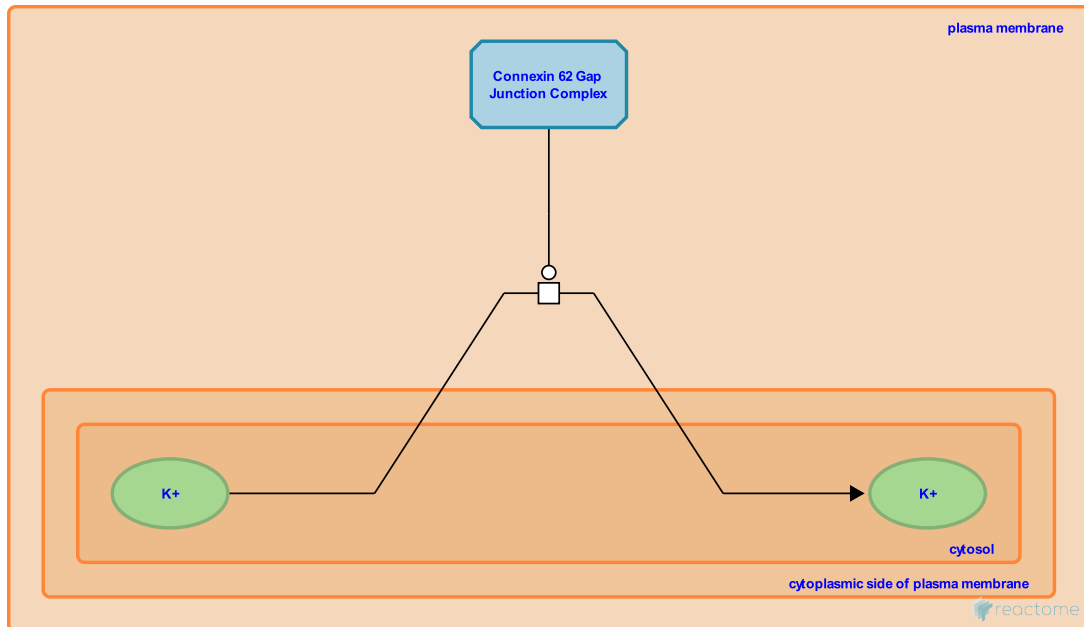 plasma membrane
Connexin 62 Gap
Junction Complex
K+
K+
cytosol
cytoplasmic side of plasma membrane
reactome